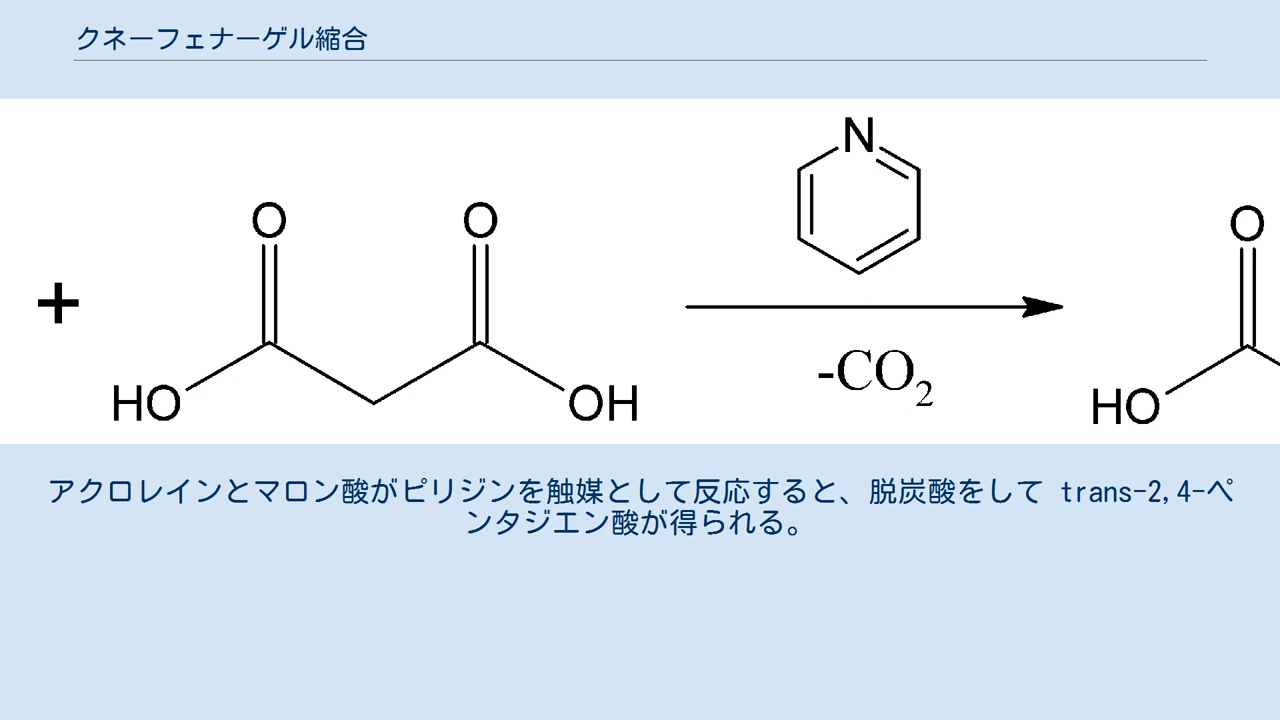 クネーフェナーゲル縮合
N
O O O
+
-CO2
HO OH HO
アクロレインとマロン酸がピリジンを触媒として反応すると、脱炭酸をして trans-2,4-ペ
ンタジエン酸が得られる。